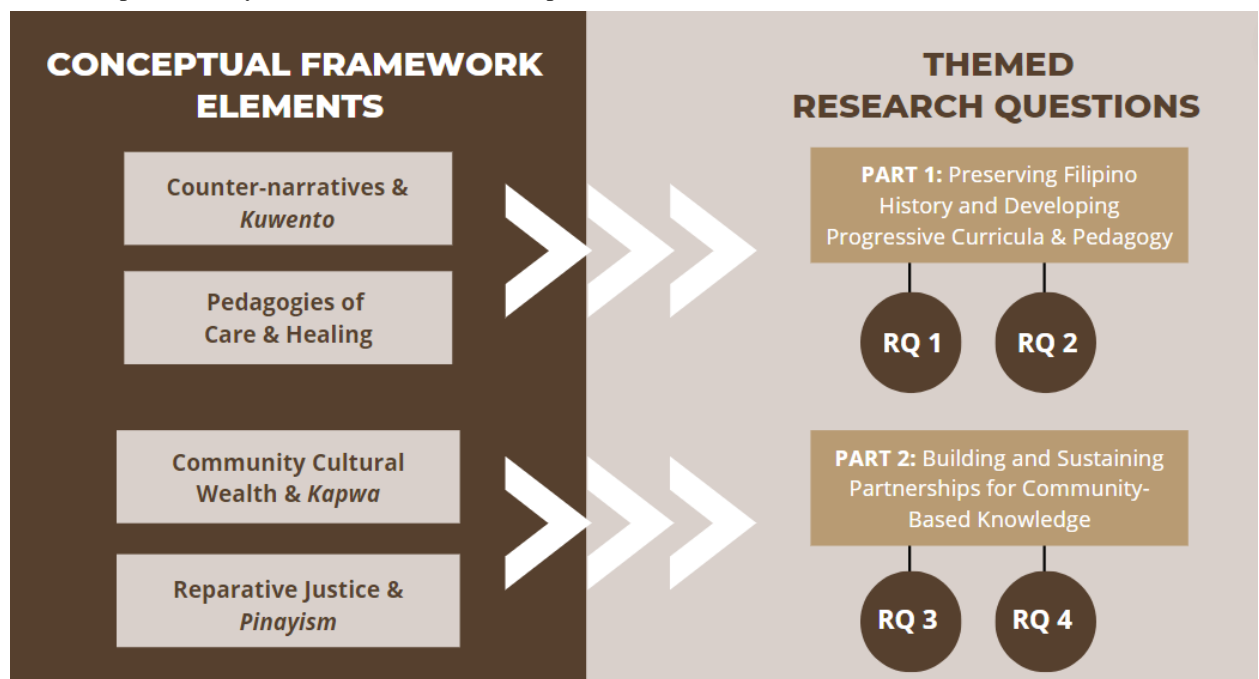 CONCEPTUAL FRAMEWORK
ELEMENTS
Counter-narratives &
Kuwento
Pedagogies of
Care & Healing
Community Cultural
Wealth & Kapwa
Reparative Justice &
Pinayism
THEMED
RESEARCH QUESTIONS
PART 1: Preserving Filipino
History and Developing
Progressive Curricula & Pedagogy
RQ 1
RQ 2
PART 2: Building and Sustaining
Partnerships for Community-
Based Knowledge
RQ 3
RQ 4